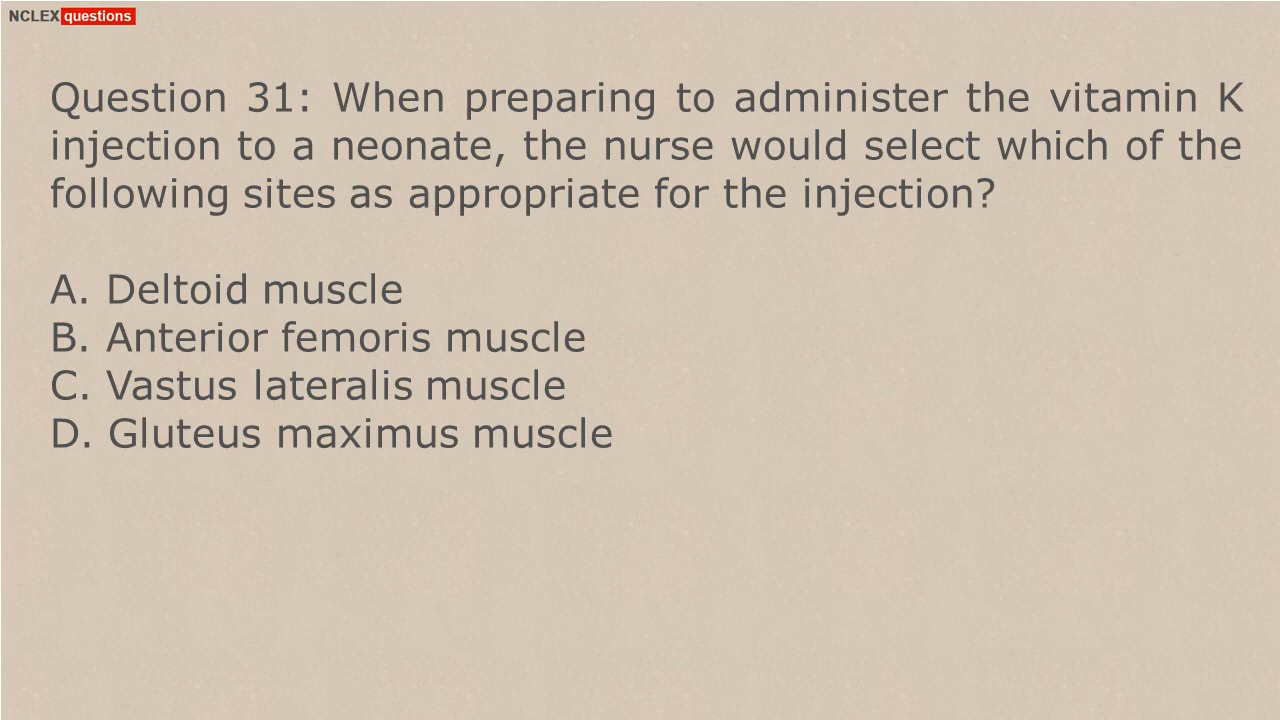 NCLEX questions
Question 31: When preparing to administer the vitamin K
injection to a neonate, the nurse would select which of the
following sites as appropriate for the injection?
A. Deltoid muscle
B. Anterior femoris muscle
C. Vastus lateralis muscle
D. Gluteus maximus muscle